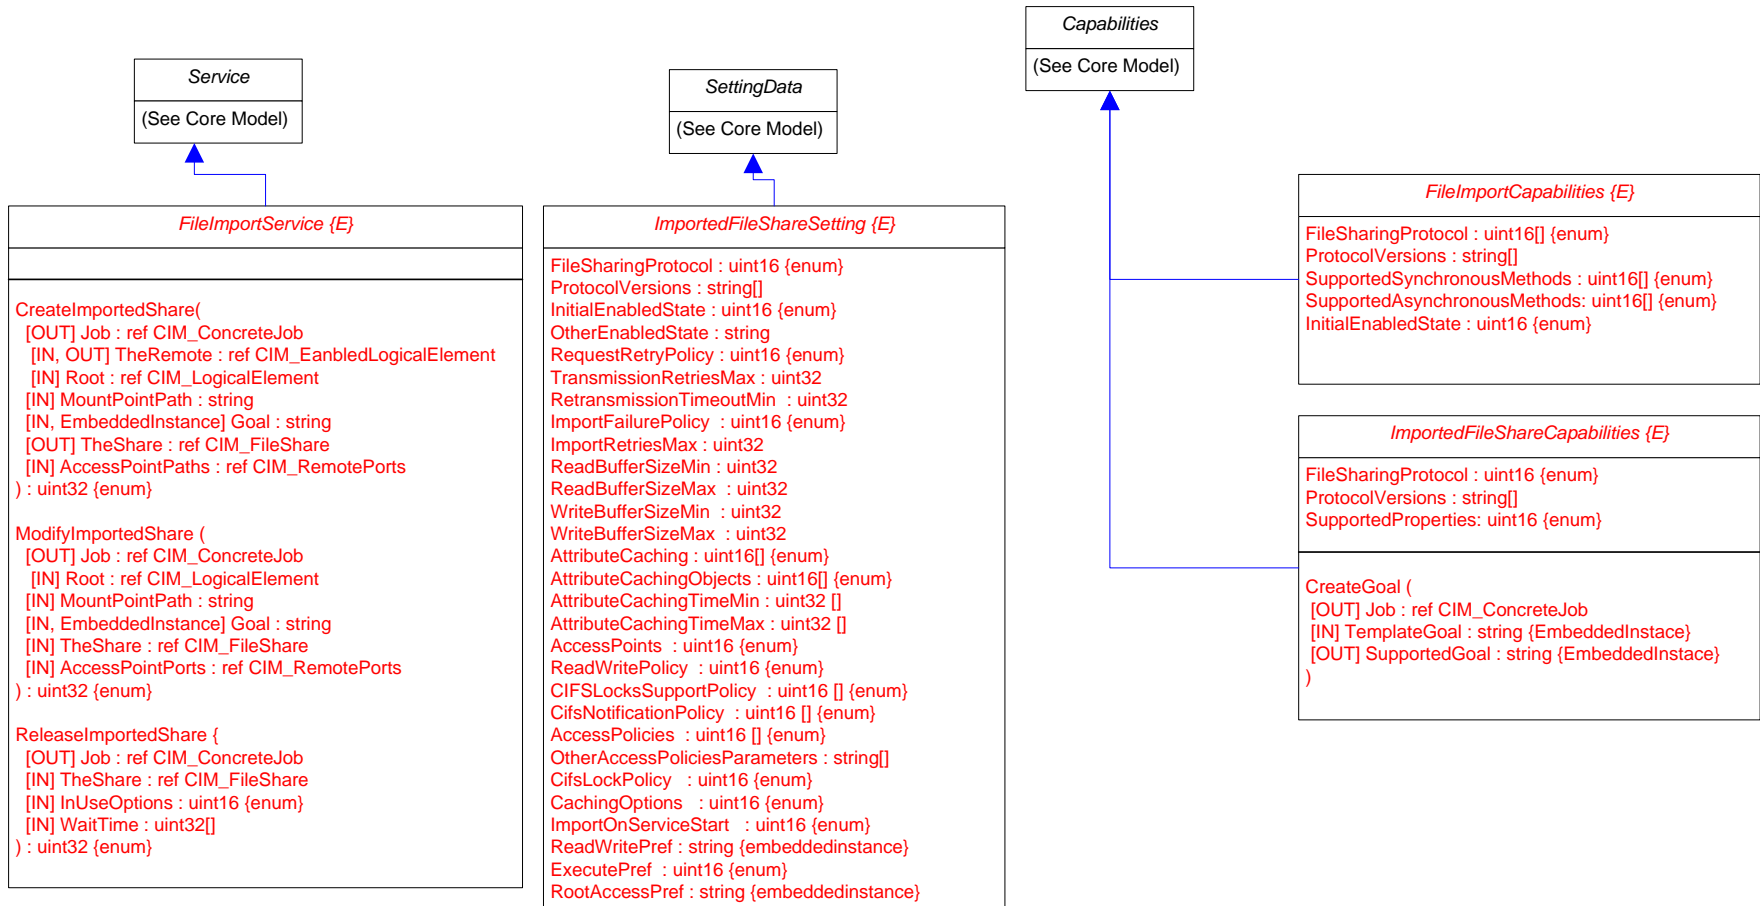 Service
(See Core Model)
FileImportService {E}
CreateImportedShare(
[OUT] Job : ref CIM_ConcreteJob
[IN, OUT] TheRemote : ref CIM_EanbledLogicalElement
[IN] Root : ref CIM_LogicalElement
[IN] MountPointPath : string
[IN, EmbeddedInstance] Goal : string
[OUT] TheShare : ref CIM_FileShare
[IN] AccessPointPaths : ref CIM_RemotePorts
) : uint32 {enum}
ModifyImportedShare (
[OUT] Job : ref CIM_ConcreteJob
[IN] Root : ref CIM_LogicalElement
[IN] MountPointPath : string
[IN, EmbeddedInstance] Goal : string
[IN] TheShare : ref CIM_FileShare
[IN] AccessPointPorts : ref CIM_RemotePorts
) : uint32 {enum}
ReleaseImportedShare {
[OUT] Job : ref CIM_ConcreteJob
[IN] TheShare : ref CIM_FileShare
[IN] InUseOptions : uint16 {enum}
[IN] WaitTime : uint32[]
) : uint32 {enum}
SettingData
(See Core Model)
ImportedFileShareSetting {E}
FileSharingProtocol : uint16 {enum}
ProtocolVersions : string[]
InitialEnabledState : uint16 {enum}
OtherEnabledState : string
RequestRetryPolicy : uint16 {enum}
TransmissionRetriesMax : uint32
RetransmissionTimeoutMin : uint32
ImportFailurePolicy : uint16 {enum}
ImportRetriesMax : uint32
ReadBufferSizeMin : uint32
ReadBufferSizeMax : uint32
WriteBufferSizeMin : uint32
WriteBufferSizeMax : uint32
AttributeCaching : uint16[] {enum}
AttributeCachingObjects : uint16[] {enum}
AttributeCachingTimeMin : uint32 []
AttributeCachingTimeMax : uint32 []
AccessPoints : uint16 {enum}
ReadWritePolicy : uint16 {enum}
CIFSLocksSupportPolicy : uint16 [] {enum}
CifsNotificationPolicy : uint16 [] {enum}
AccessPolicies : uint16 [] {enum}
OtherAccessPoliciesParameters : string[]
CifsLockPolicy : uint16 {enum}
CachingOptions : uint16 {enum}
ImportOnServiceStart : uint16 {enum}
ReadWritePref : string {embeddedinstance}
ExecutePref : uint16 {enum}
RootAccessPref : string {embeddedinstance}
Capabilities
(See Core Model)
FileImportCapabilities {E}
FileSharingProtocol : uint16[] {enum}
ProtocolVersions : string[]
SupportedSynchronousMethods : uint16[] {enum}
SupportedAsynchronousMethods: uint16[] {enum}
InitialEnabledState : uint16 {enum}
ImportedFileShareCapabilities {E}
FileSharingProtocol : uint16 {enum}
ProtocolVersions : string[]
SupportedProperties: uint16 {enum}
CreateGoal (
[OUT] Job : ref CIM_ConcreteJob
[IN] TemplateGoal : string {EmbeddedInstace}
[OUT] SupportedGoal : string {EmbeddedInstace}
)